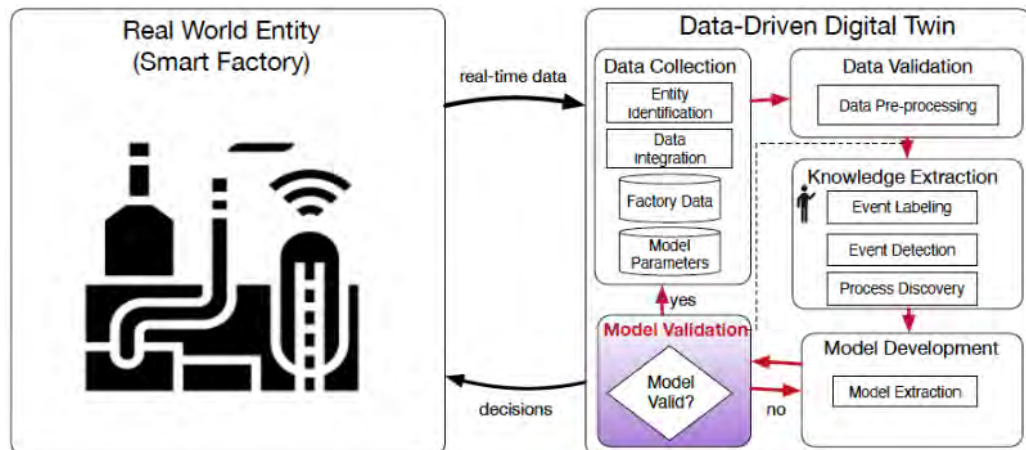 Real World Entity
(Smart Factory)
real-time data
decisions
Data-Driven Digital Twin
Data Collection
Entity
Identification
Data
Integration
Factory Data
Model
Parameters
Data Validation
Data Pre-processing
Knowledge Extraction
Event Labeling
Event Detection
Process Discovery
yes
Model Validation
Model
Valid?
no
Model Development
Model Extraction